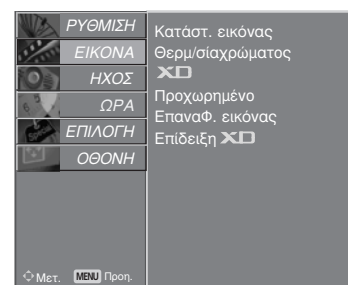 ΡΥΘΜΙΣΗ
ΕΙΚΟΝΑ
ΗΧΟΣ
ΩΡΑ
ΕΠΙΛΟΓΗ
ΟΘΟΝΗ
Μετ. MENU Προη.
Κατάστ. εικόνας
Θερμ/σίαχρώματος
XD
Προχωρημένο
ΕπαναΦ. εικόνας
Επίδειξη XD